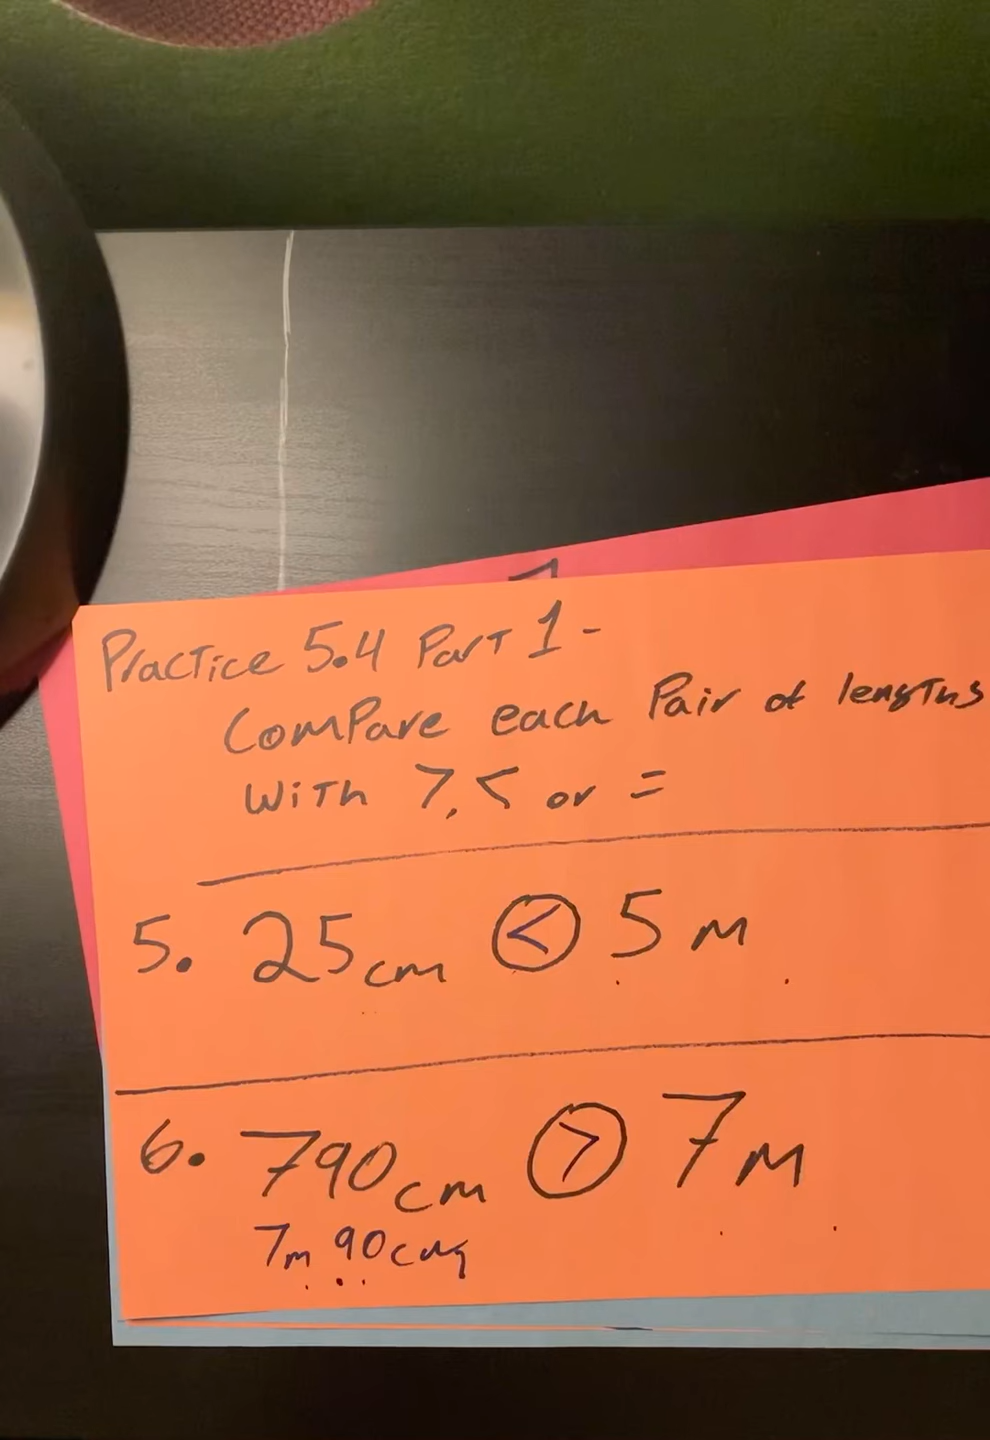 Practice 5.4 Part 1-
Compare each Pair of lengths
with >, < or =
5. 25cm < 5 m
6. 790cm > 7m
7m 90cm